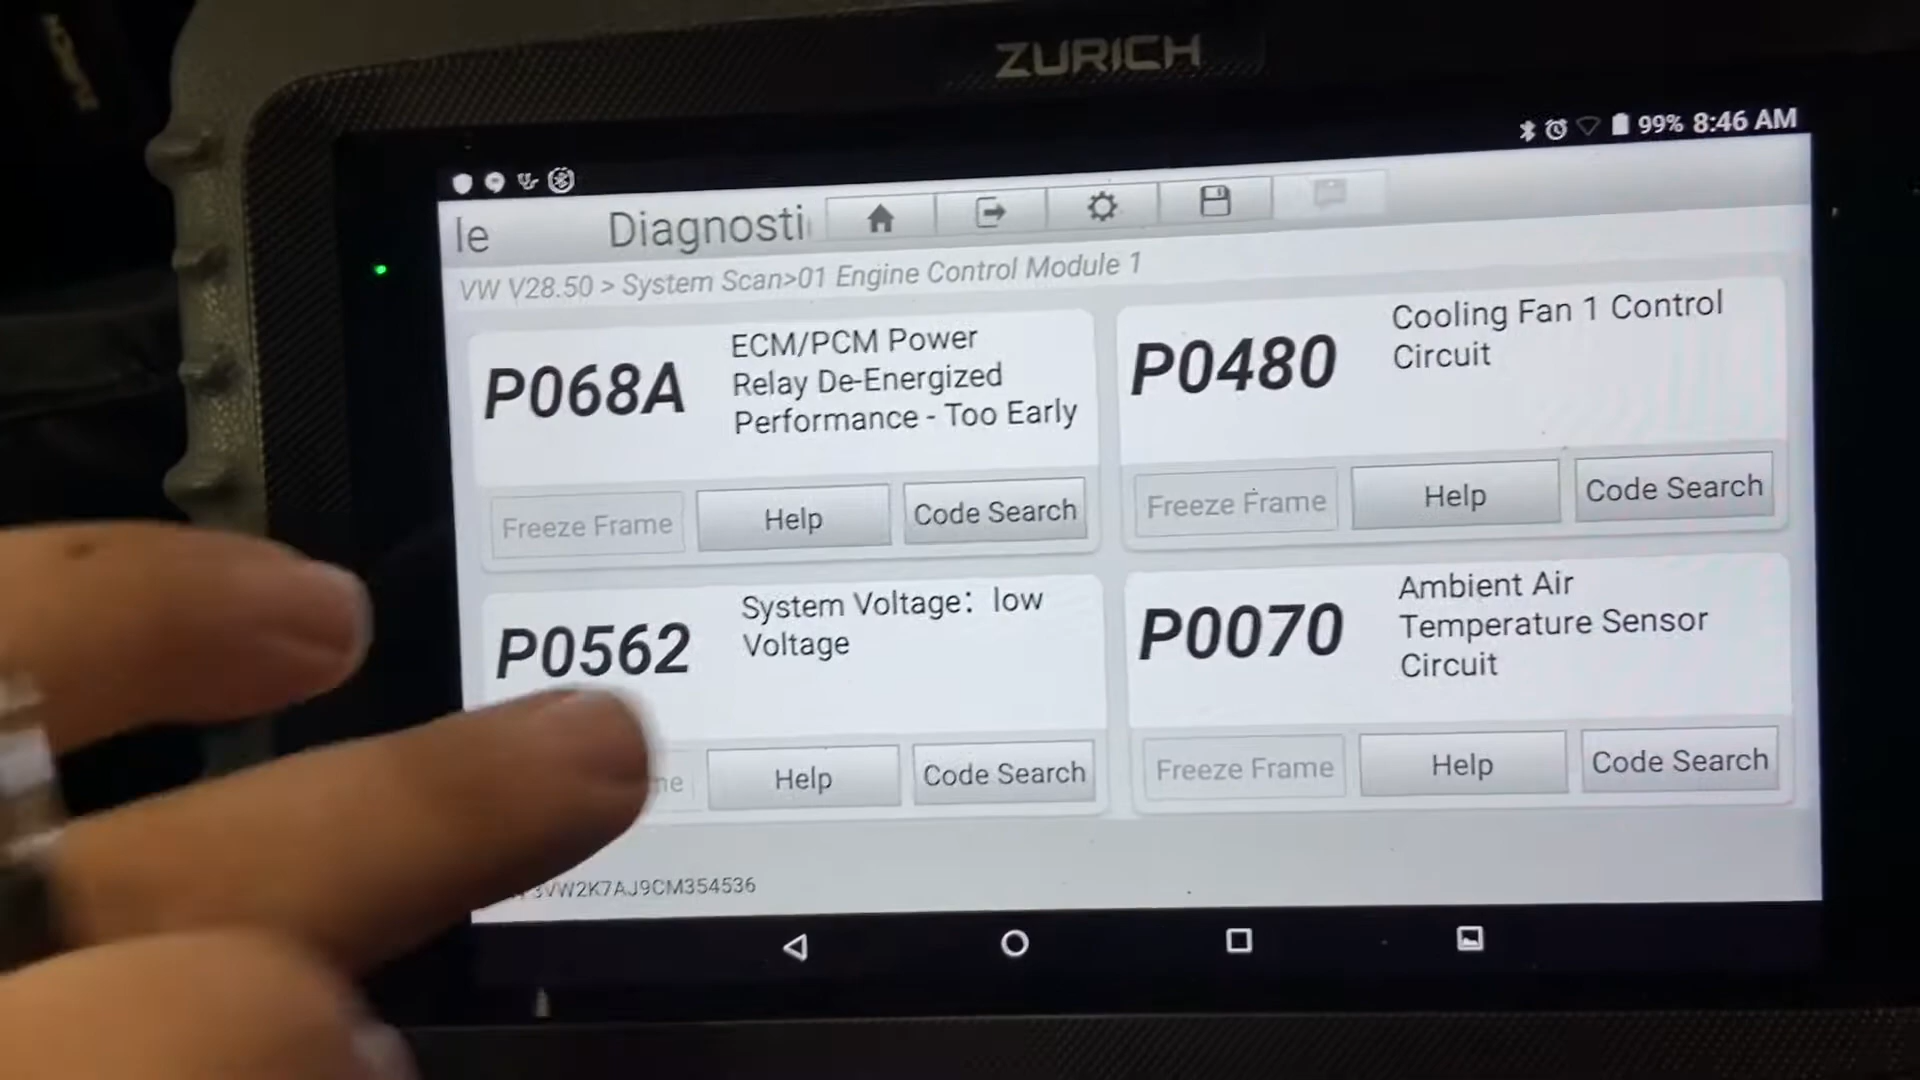 ZURICH
99% 8:46 AM
le Diagnosti
VW V28.50 > System Scan>01 Engine Control Module 1
P068A
ECM/PCM Power
Relay De-Energized
Performance - Too Early
Freeze Frame Help Code Search
P0480
Cooling Fan 1 Control
Circuit
Freeze Frame Help Code Search
P0562
System Voltage: low
Voltage
me Help Code Search
P0070
Ambient Air
Temperature Sensor
Circuit
Freeze Frame Help Code Search
3VW2K7AJ9CM354536